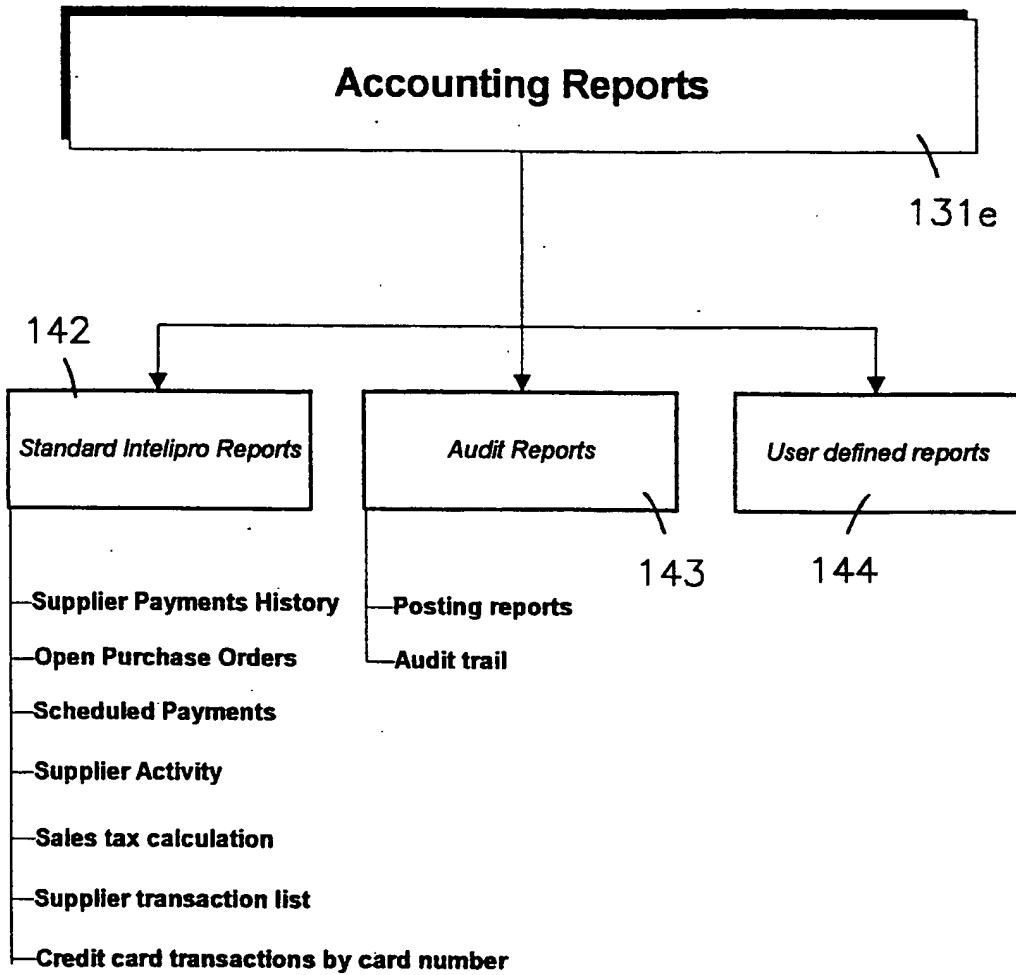 Accounting Reports
131e
142
Standard Intelipro Reports
Audit Reports
User defined reports
143
144
Supplier Payments History
Open Purchase Orders
Scheduled Payments
Supplier Activity
Sales tax calculation
Supplier transaction list
Credit card transactions by card number
Posting reports
Audit trail